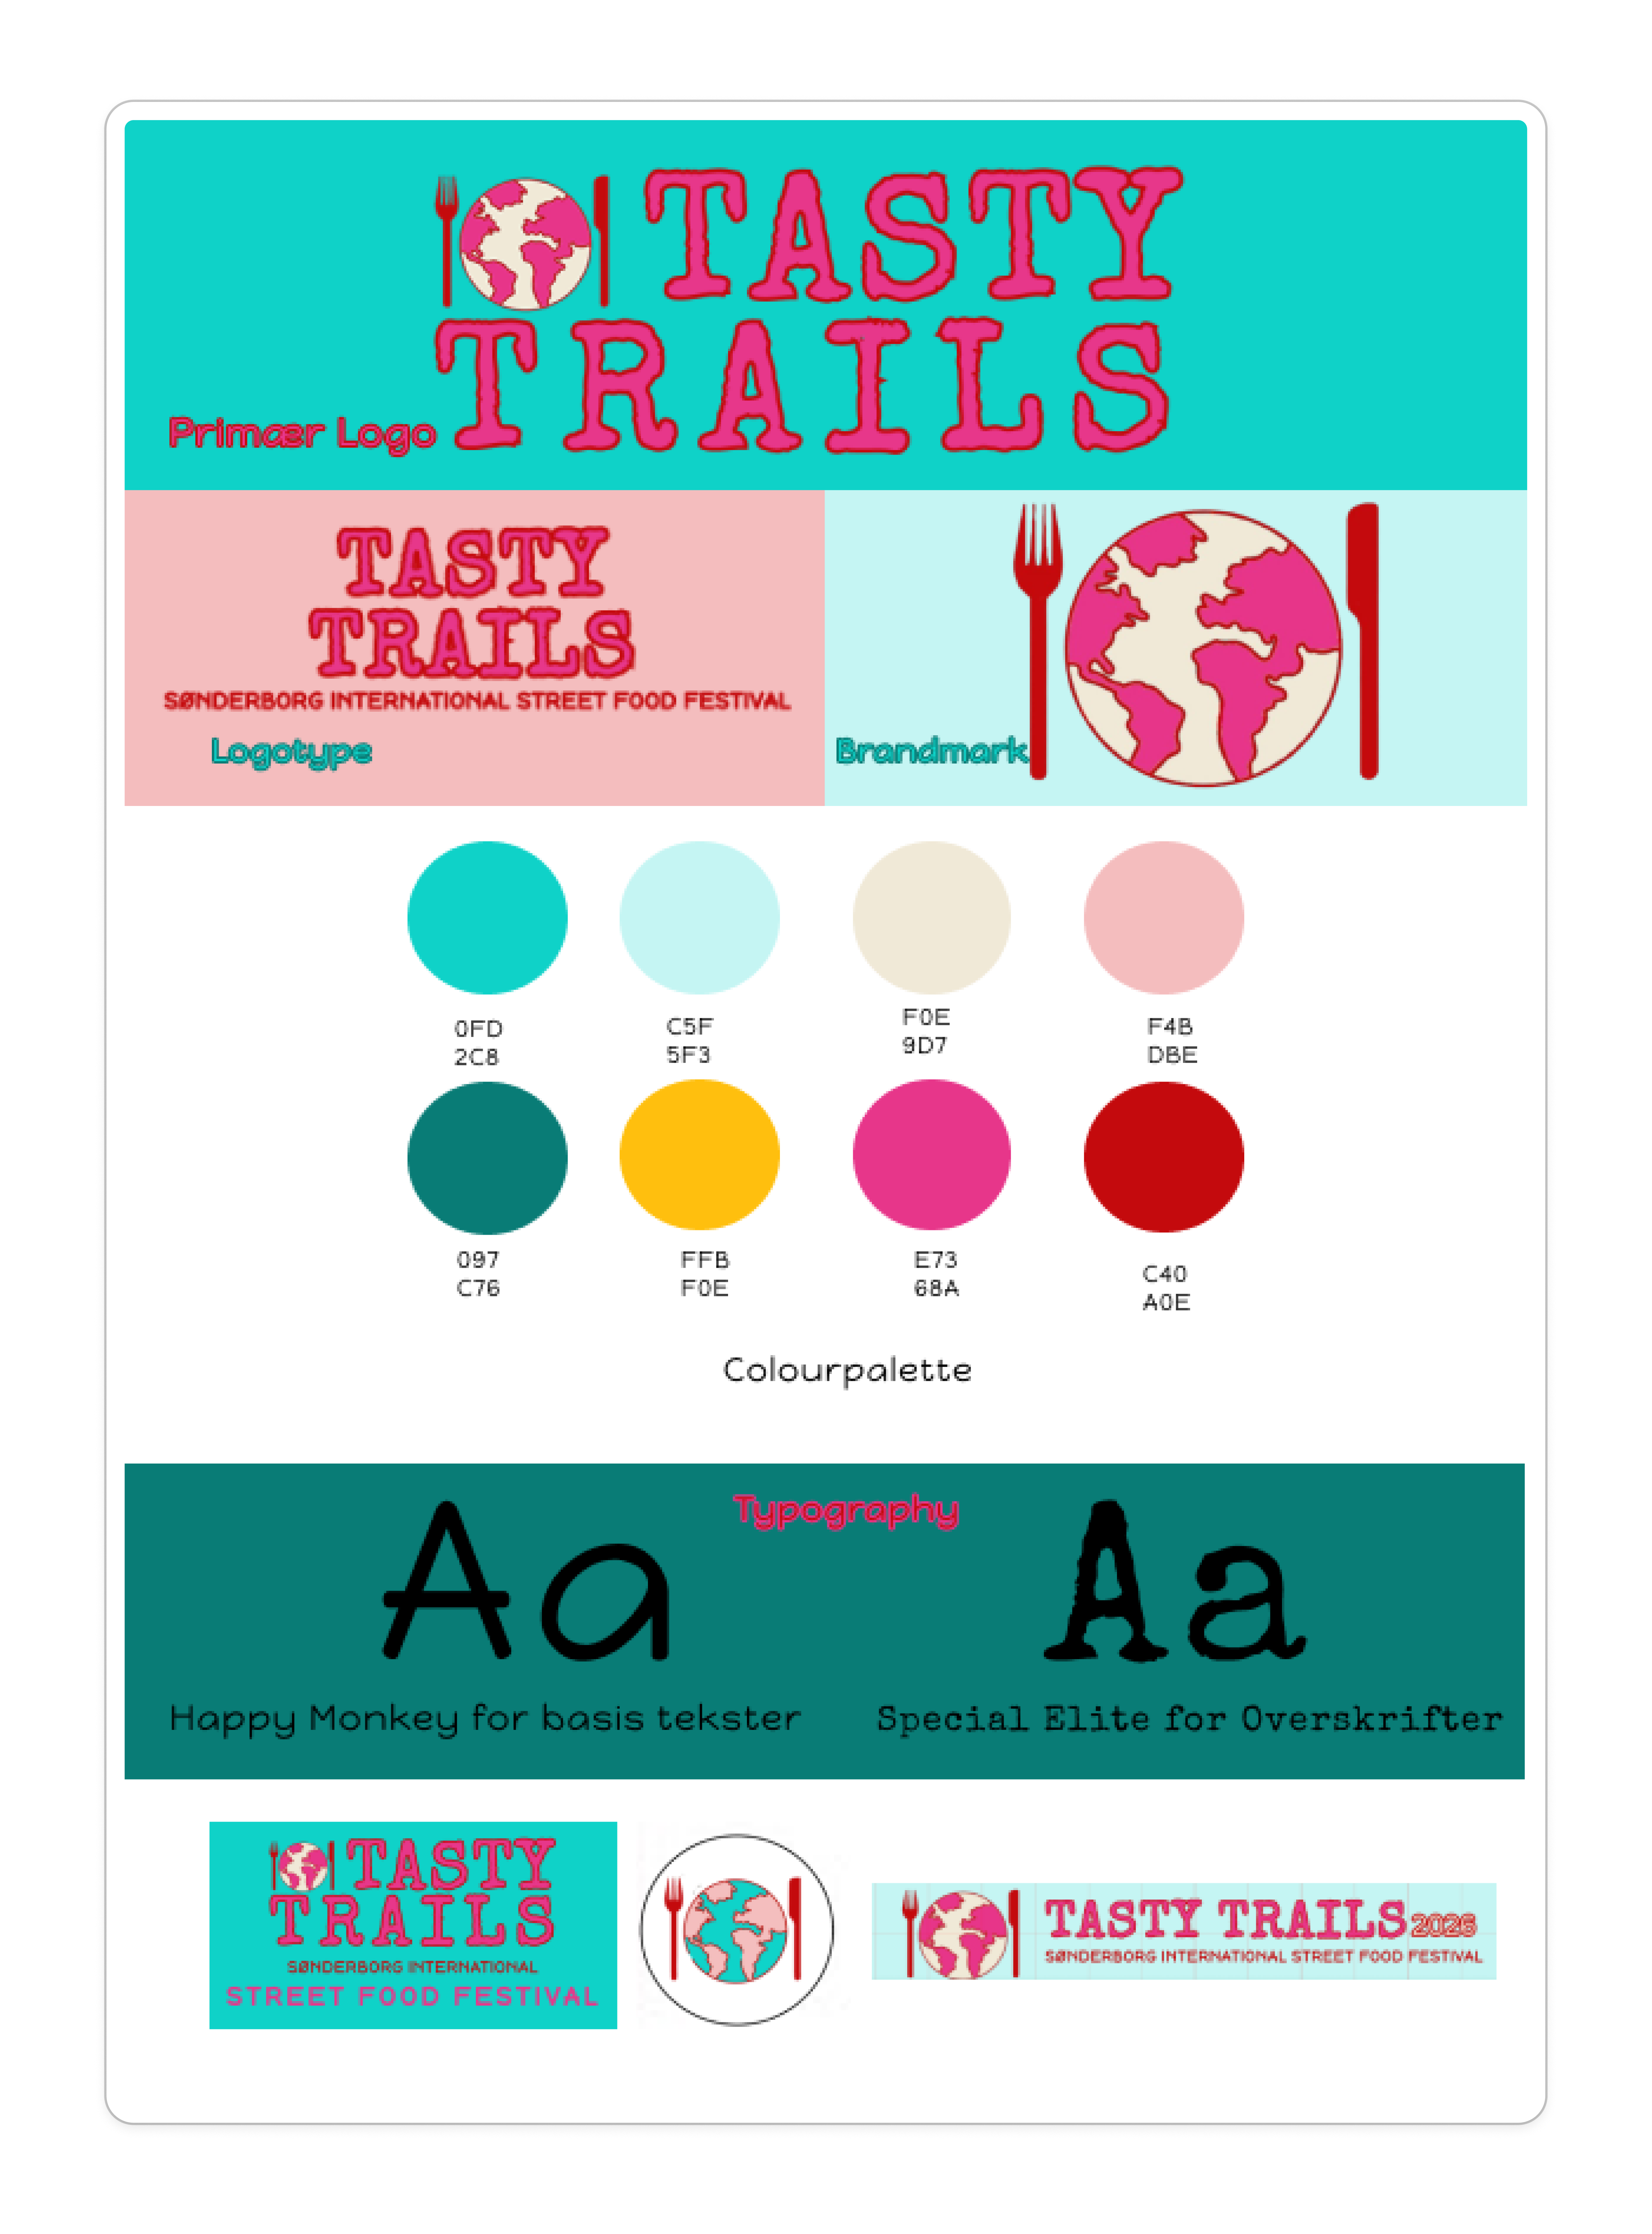 TASTY
TRAILS
Primær Logo
TASTY
TRAILS
SØNDERBORG INTERNATIONAL STREET FOOD FESTIVAL
Logotype
Brandmark
0FD
2C8
C5F
5F3
F0E
9D7
F4B
DBE
097
C76
FFB
F0E
E73
68A
C40
A0E
Colourpalette
Typography
Aa
Aa
Happy Monkey for basis tekster
Special Elite for Overskrifter
TASTY
TRAILS
SØNDERBORG INTERNATIONAL
STREET FOOD FESTIVAL
TASTY TRAILS 2026
SØNDERBORG INTERNATIONAL STREET FOOD FESTIVAL